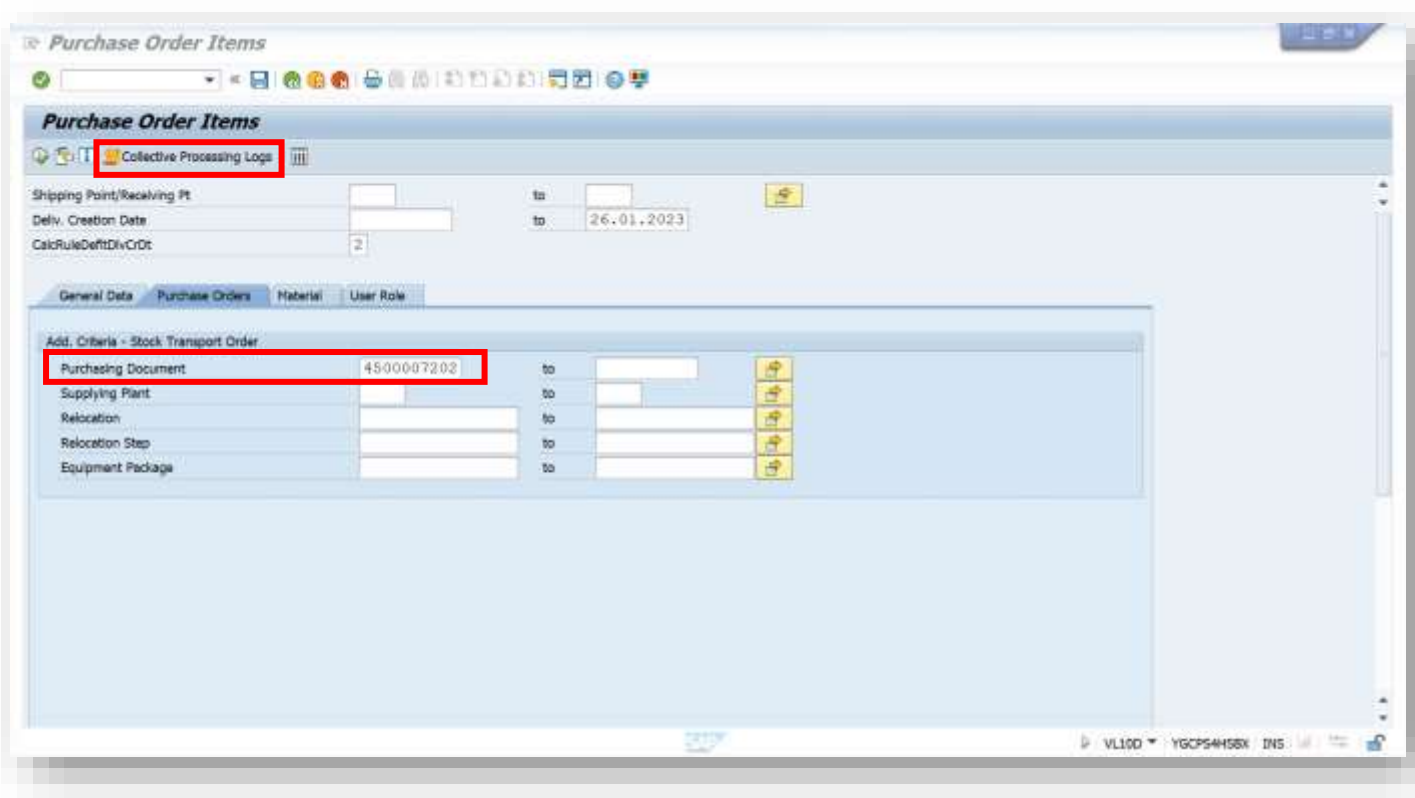 Purchase Order Items
Purchase Order Items
Collective Processing Logs
Shipping Point/Receiving Pt to
Deliv. Creation Date to 26.01.2023
CalcRuleDefltDlvCrDt 2
General Data Purchase Orders Material User Role
Add. Criteria - Stock Transport Order
Purchasing Document 4500007202 to
Supplying Plant to
Relocation to
Relocation Step to
Equipment Package to
SAP
VL10D YGCPS4HSBX INS